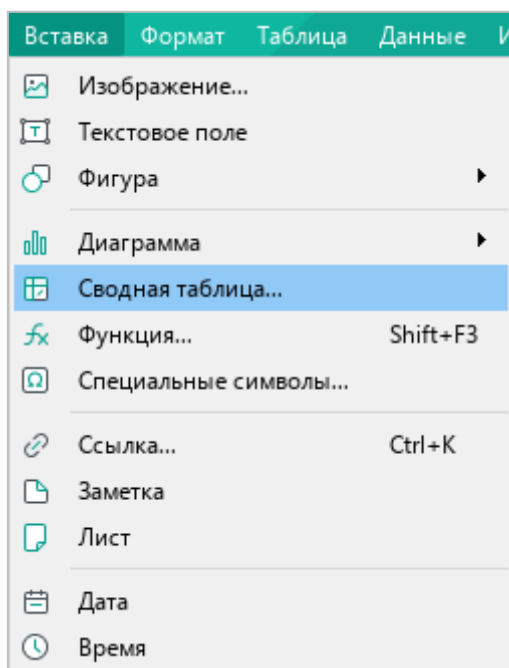 Вставка Формат Таблица Данные И
Изображение...
Текстовое поле
Фигура
Диаграмма
Сводная таблица...
Функция... Shift+F3
Специальные символы...
Ссылка... Ctrl+K
Заметка
Лист
Дата
Время